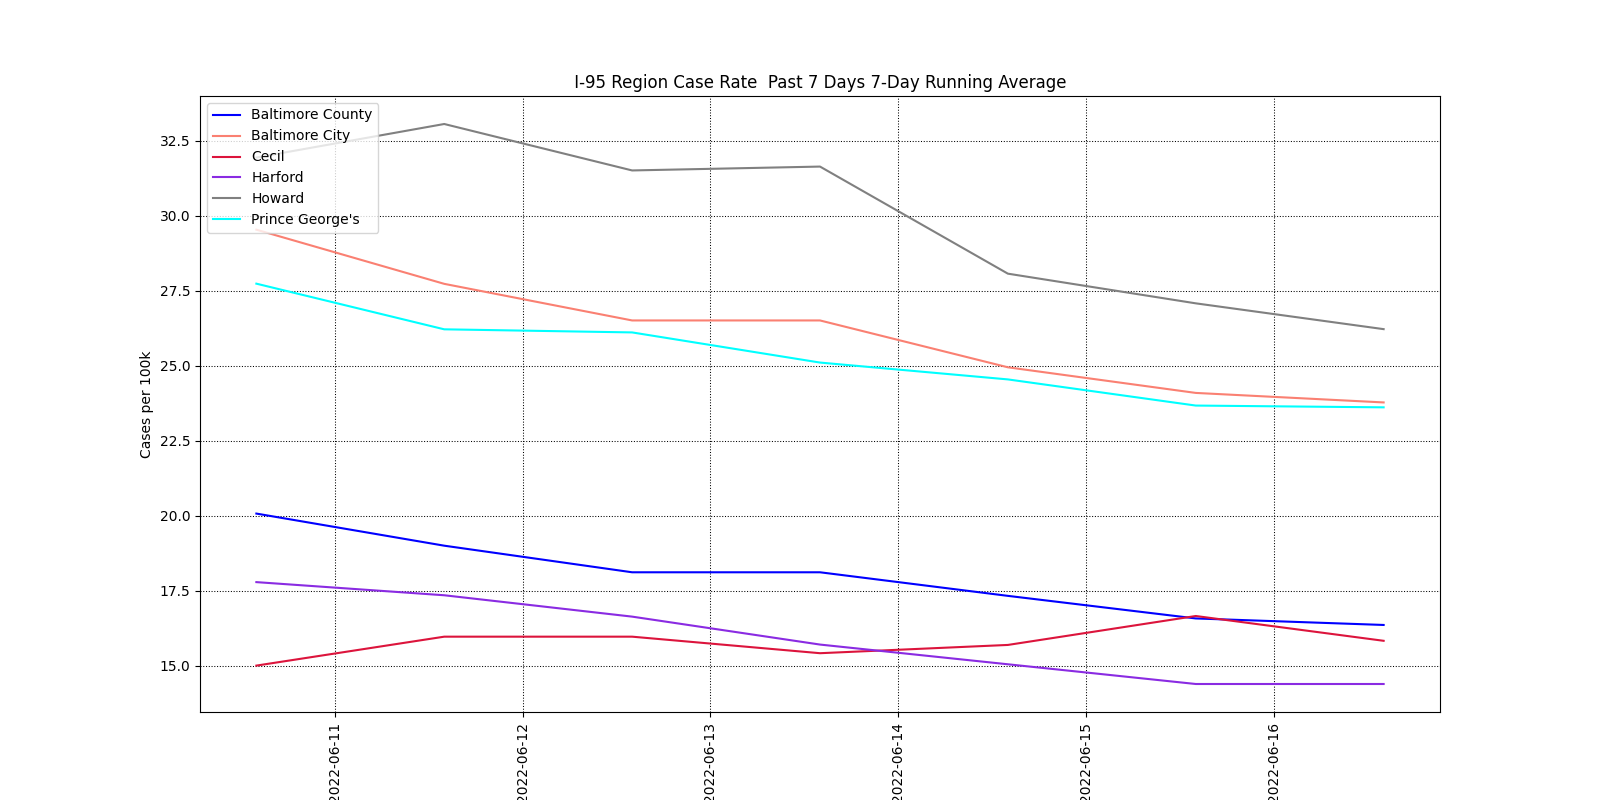 I-95 Region Case Rate  Past 7 Days 7-Day Running Average
Baltimore County
Baltimore City
Cecil
Harford
Howard
Prince George's
Cases per 100k
32.5
30.0
27.5
25.0
22.5
20.0
17.5
15.0
2022-06-11
2022-06-12
2022-06-13
2022-06-14
2022-06-15
2022-06-16